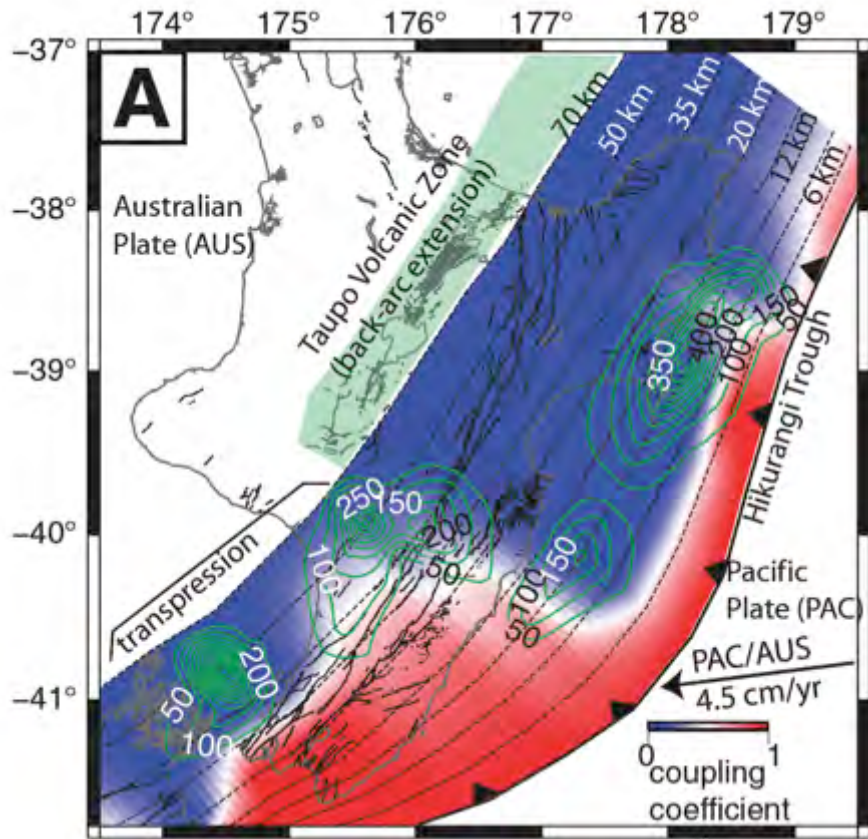 174° 175° 176° 177° 178° 179°
−37°
A
70 km
50 km
35 km
20 km
12 km
6 km
−38°
Australian
Plate (AUS)
Taupo Volcanic Zone
(back-arc extension)
−39°
350
400
200
100
150
50
Hikurangi Trough
−40°
250
150
200
100
50
150
100
50
transpression
Pacific
Plate (PAC)
−41°
200
50
100
PAC/AUS
4.5 cm/yr
0 1
coupling
coefficient